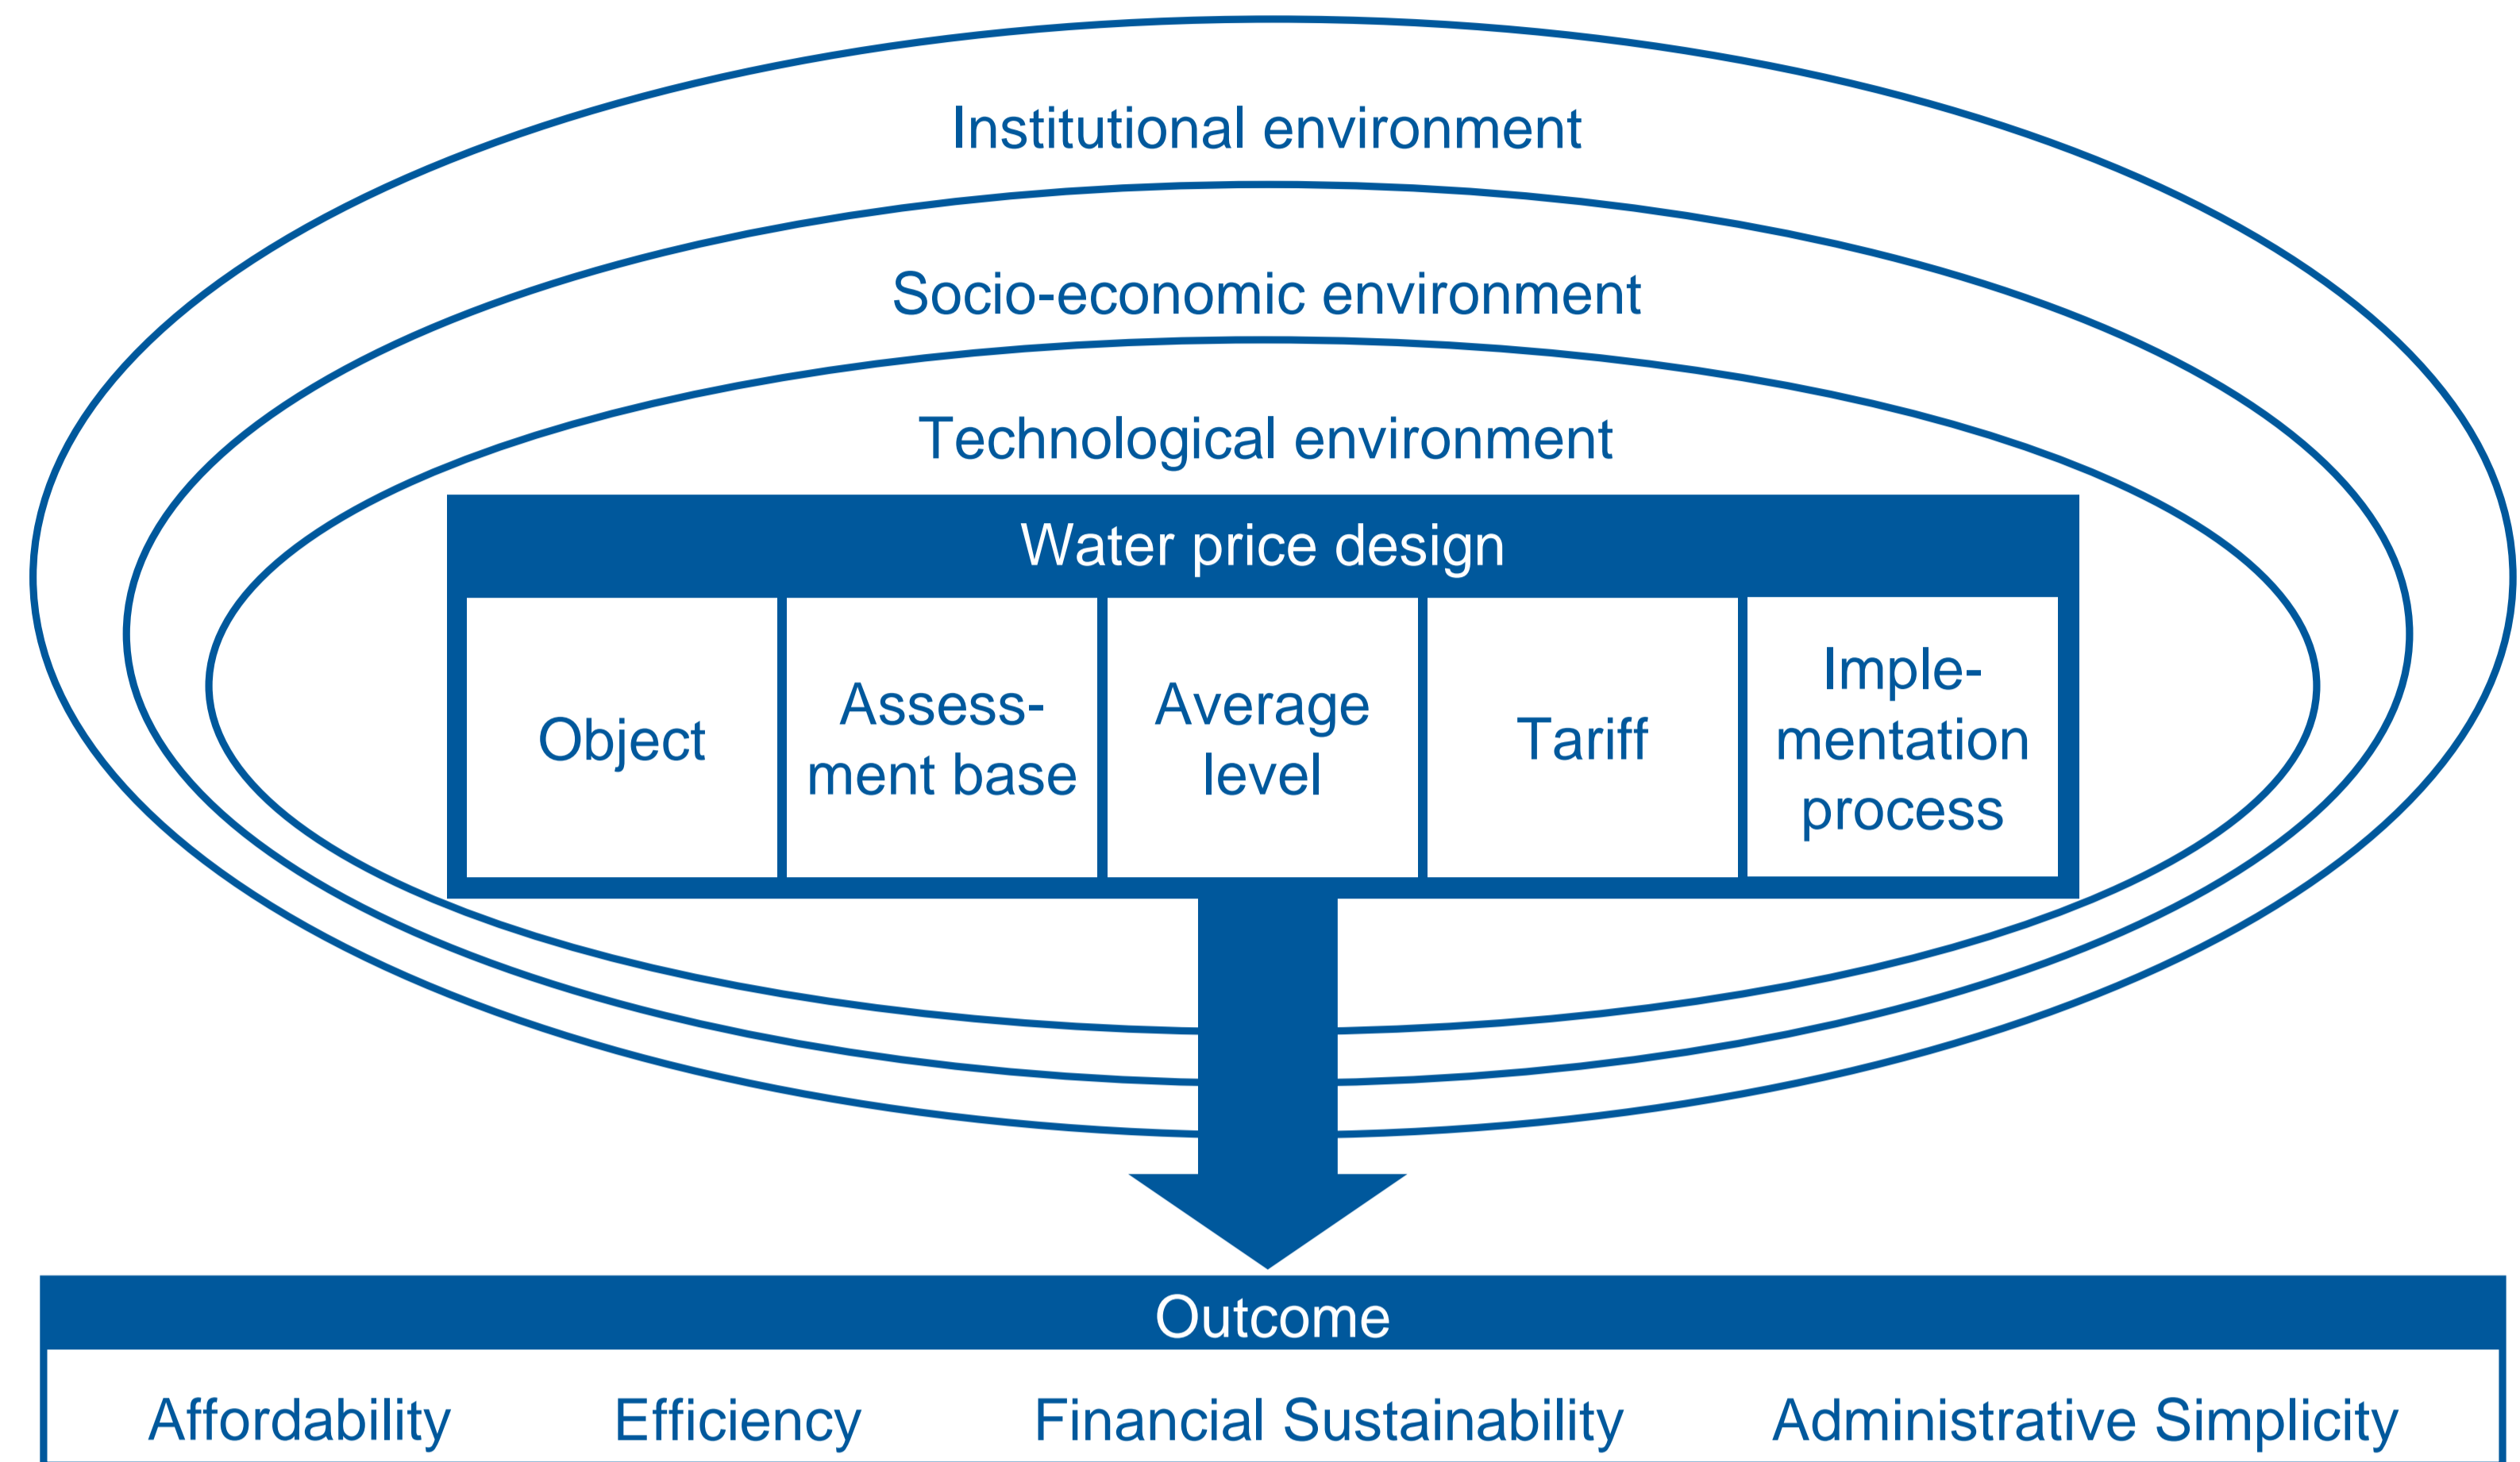 Institutional environment
Socio-economic environment
Technological environment
Water price design
Object
Assess-
ment base
Average
level
Tariff
Imple-
mentation
process
Outcome
Affordability Efficiency Financial Sustainability Administrative Simplicity